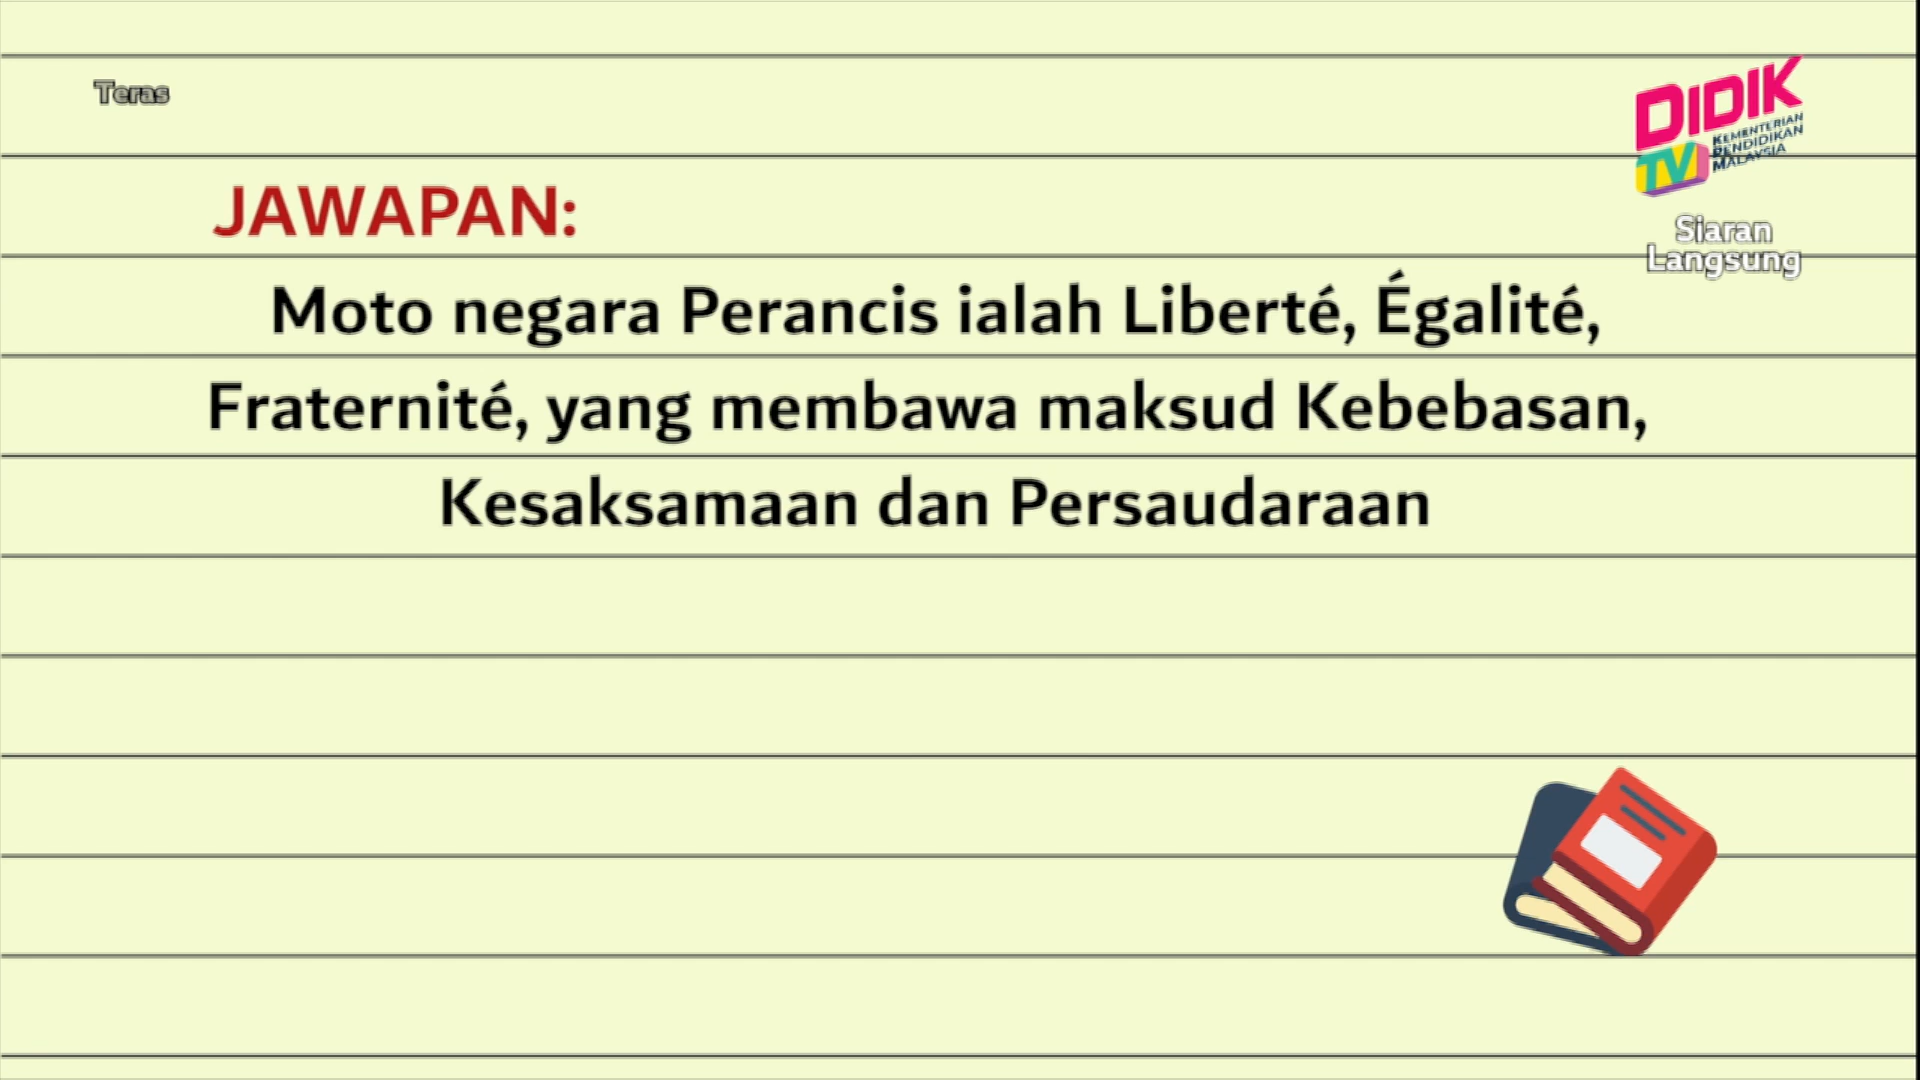 Teras
DIDIK
TV
KEMENTERIAN
PENDIDIKAN
MALAYSIA
Siaran
Langsung
JAWAPAN:
Moto negara Perancis ialah Liberté, Égalité,
Fraternité, yang membawa maksud Kebebasan,
Kesaksamaan dan Persaudaraan